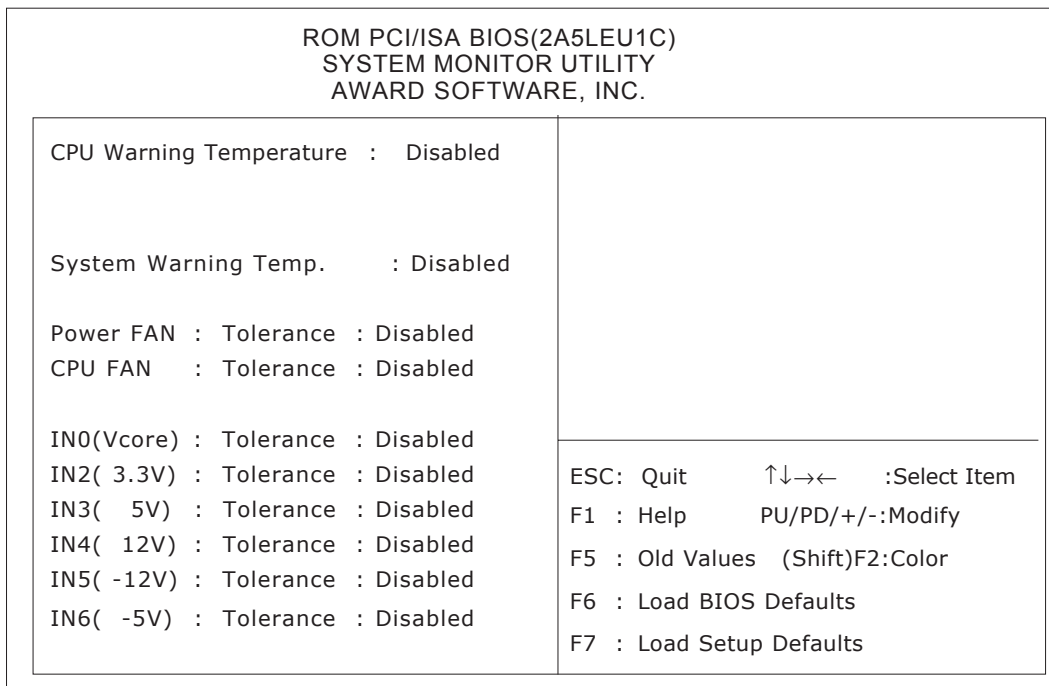 ROM PCI/ISA BIOS(2A5LEU1C)
SYSTEM MONITOR UTILITY
AWARD SOFTWARE, INC.
CPU Warning Temperature : Disabled
System Warning Temp. : Disabled
Power FAN : Tolerance : Disabled
CPU FAN : Tolerance : Disabled
IN0(Vcore) : Tolerance : Disabled
IN2( 3.3V) : Tolerance : Disabled
IN3( 5V) : Tolerance : Disabled
IN4( 12V) : Tolerance : Disabled
IN5( -12V) : Tolerance : Disabled
IN6( -5V) : Tolerance : Disabled
ESC: Quit ↑↓→← :Select Item
F1 : Help PU/PD/+/-:Modify
F5 : Old Values (Shift)F2:Color
F6 : Load BIOS Defaults
F7 : Load Setup Defaults